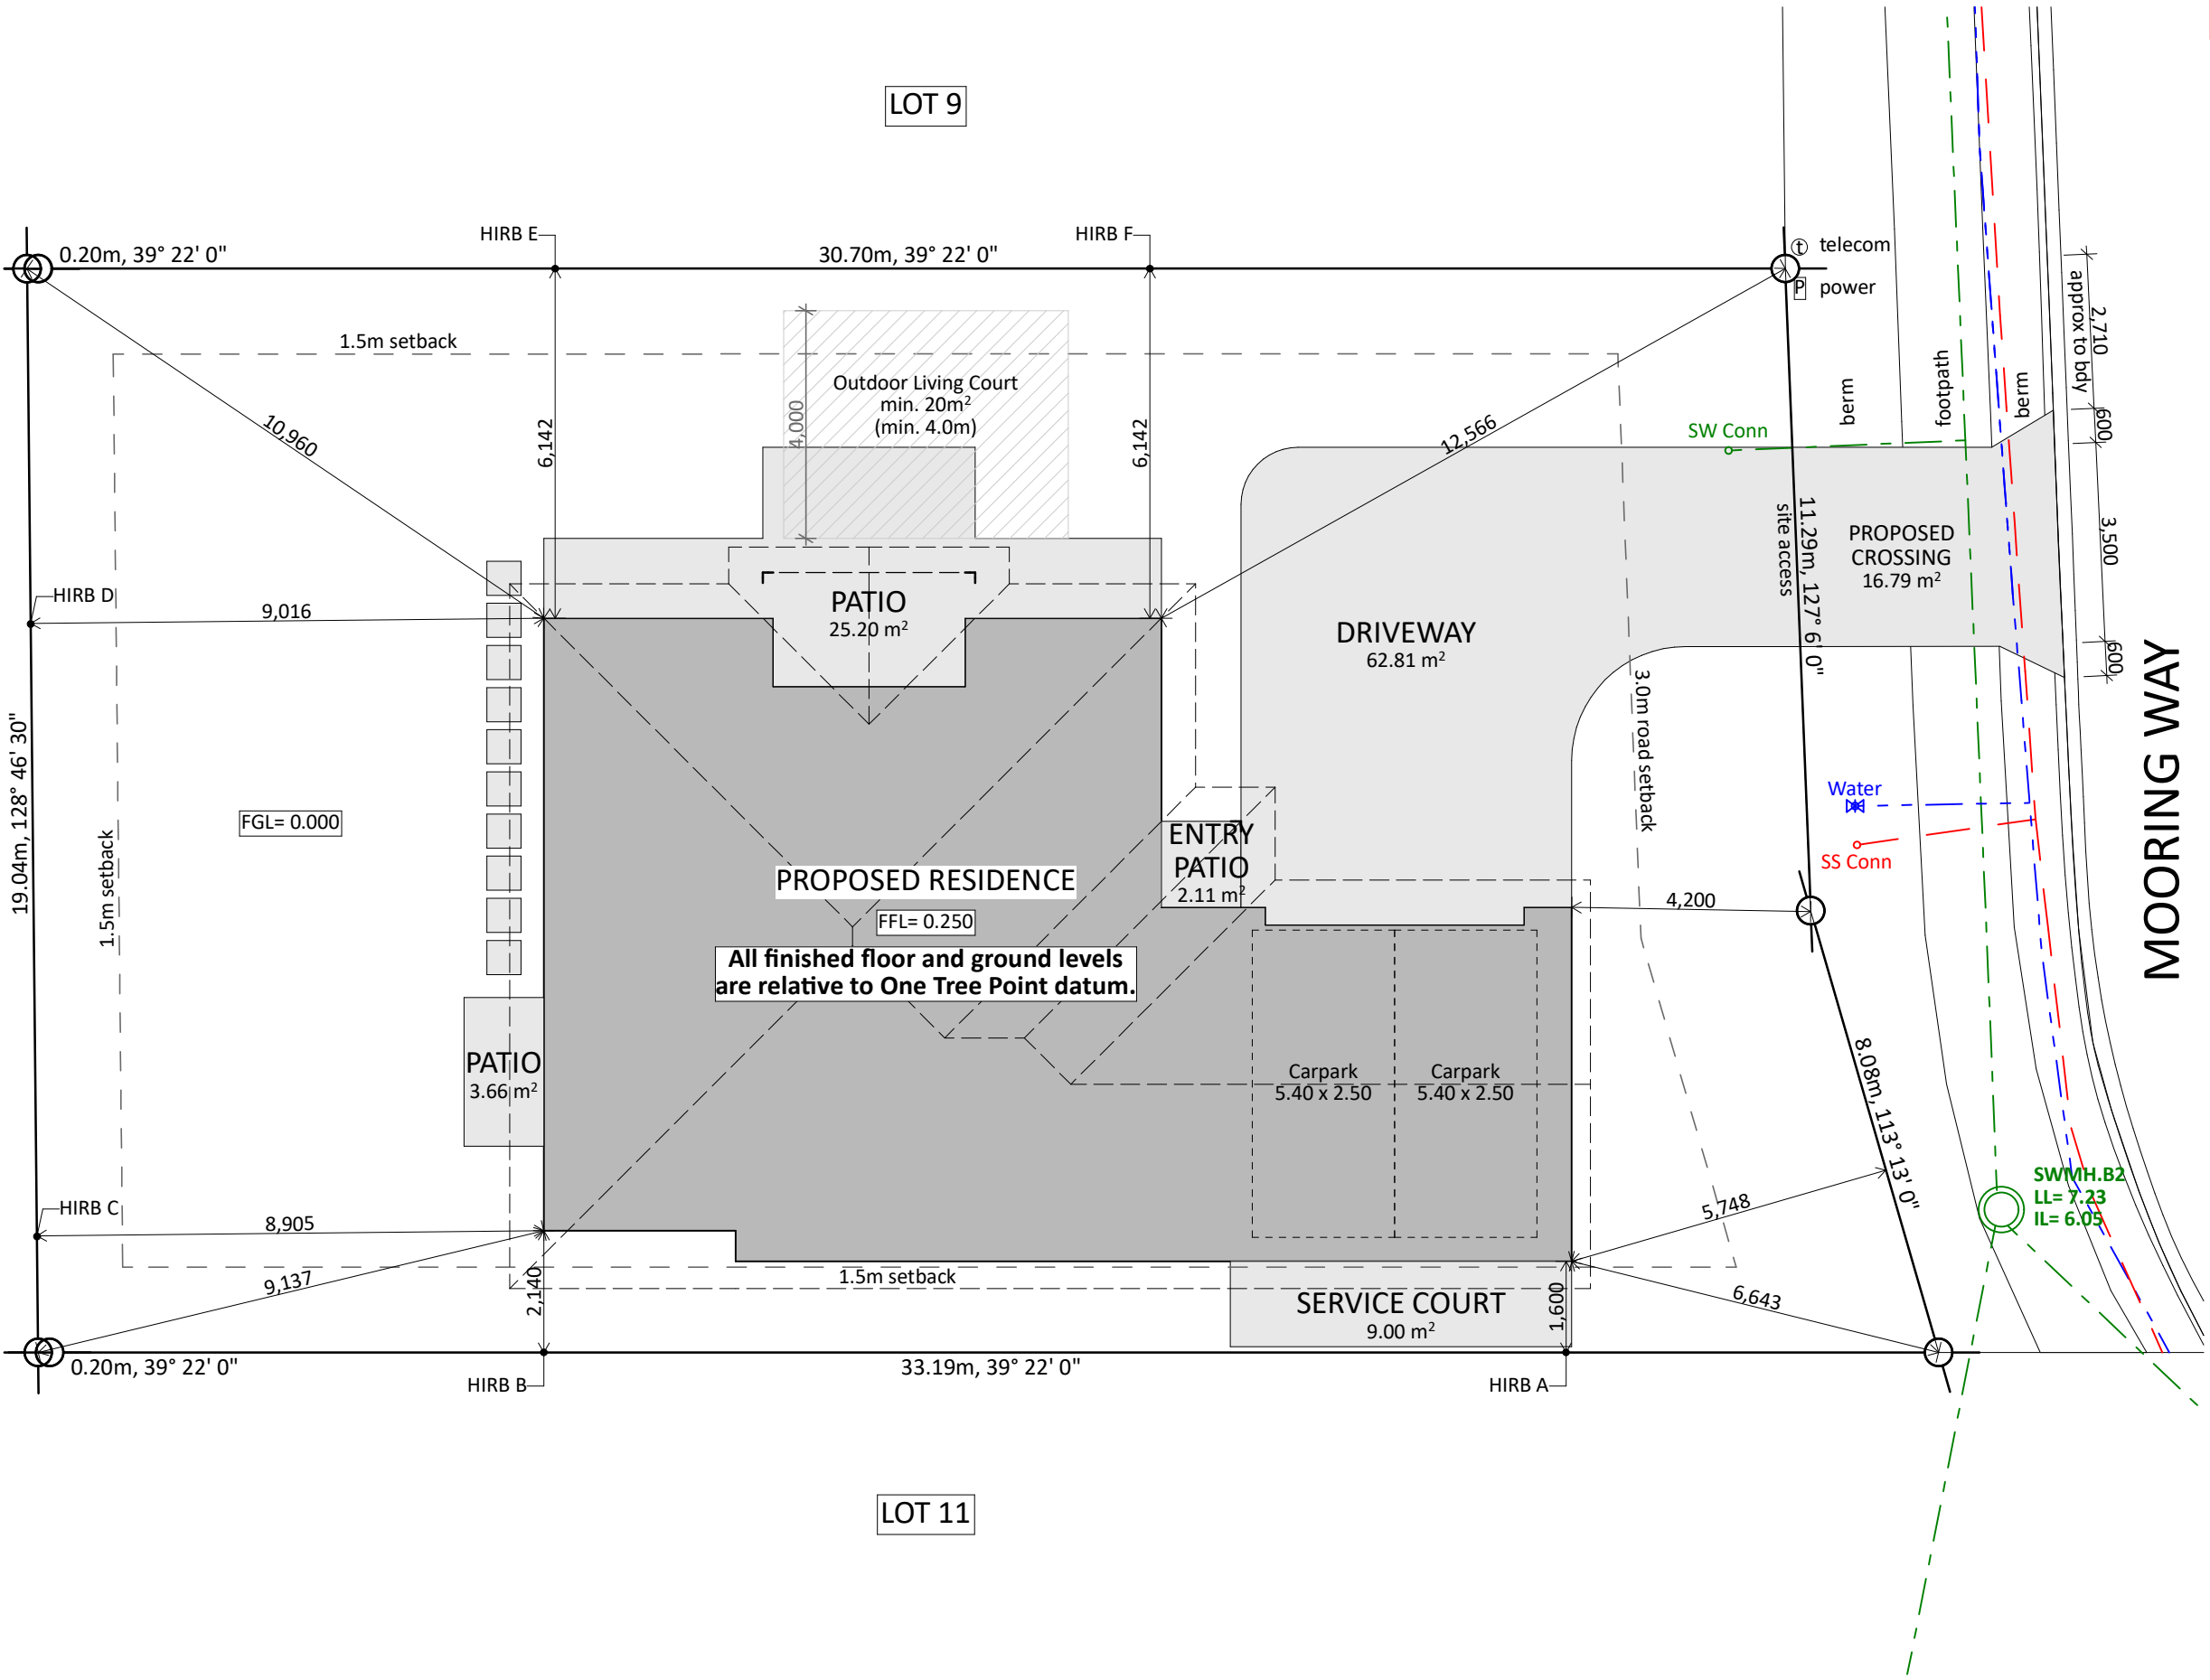 LOT 9
HIRB E
HIRB F
0.20m, 39° 22' 0"
30.70m, 39° 22' 0"
t telecom
P power
1.5m setback
Outdoor Living Court
min. 20m²
(min. 4.0m)
4,000
10,960
6,142
6,142
12,566
SW Conn
berm
footpath
berm
2,710
approx to bdy
600
3,500
600
11.29m, 127° 6' 0"
site access
PROPOSED
CROSSING
16.79 m²
HIRB D
9,016
PATIO
25.20 m²
DRIVEWAY
62.81 m²
3.0m road setback
MOORING WAY
19.04m, 128° 46' 30"
1.5m setback
FGL= 0.000
Water
SS Conn
ENTRY
PATIO
2.11 m²
PROPOSED RESIDENCE
FFL= 0.250
All finished floor and ground levels
are relative to One Tree Point datum.
4,200
PATIO
3.66 m²
Carpark
5.40 x 2.50
Carpark
5.40 x 2.50
8.08m, 113° 13' 0"
SWMH.B2
LL= 7.23
IL= 6.05
HIRB C
8,905
5,748
9,137
2,140
1.5m setback
SERVICE COURT
9.00 m²
1,600
6,643
0.20m, 39° 22' 0"
33.19m, 39° 22' 0"
HIRB B
HIRB A
LOT 11